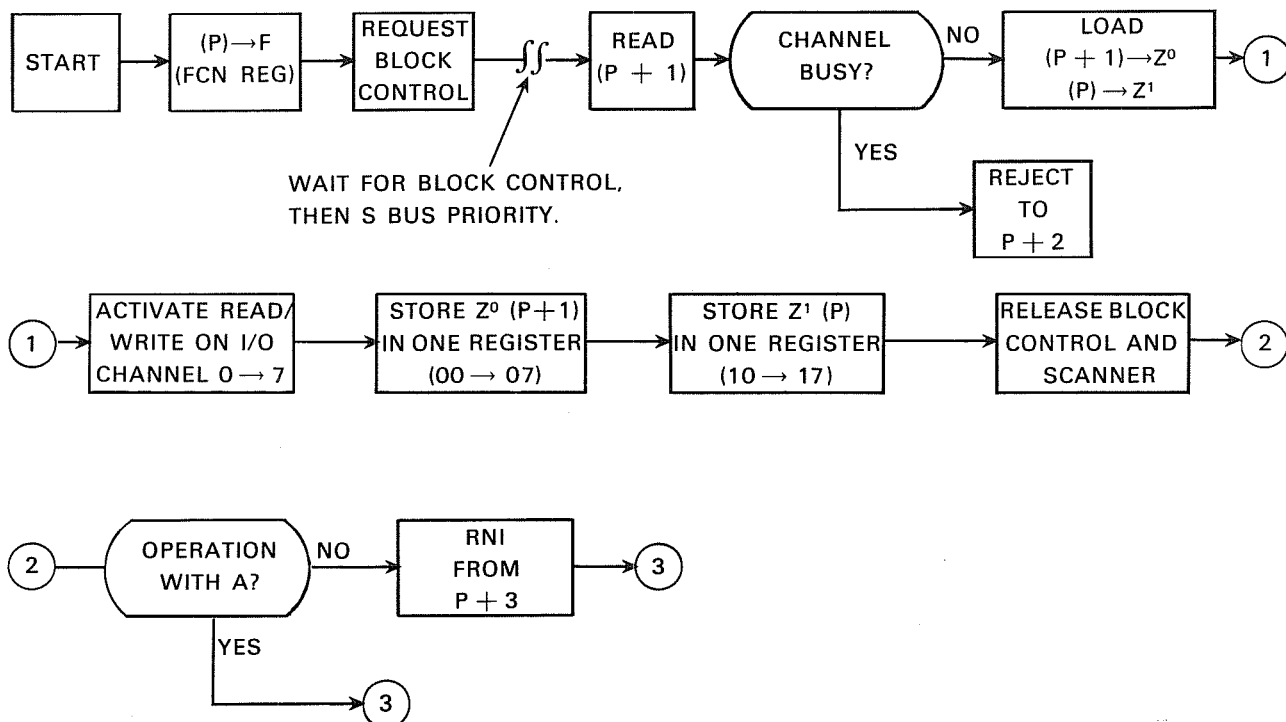 START
(P)→F
(FCN REG)
REQUEST
BLOCK
CONTROL
READ
(P + 1)
CHANNEL
BUSY?
NO
LOAD
(P + 1)→Z⁰
(P)→Z¹
1
WAIT FOR BLOCK CONTROL,
THEN S BUS PRIORITY.
YES
REJECT
TO
P + 2
1
ACTIVATE READ/
WRITE ON I/O
CHANNEL 0→7
STORE Z⁰ (P+1)
IN ONE REGISTER
(00→07)
STORE Z¹ (P)
IN ONE REGISTER
(10→17)
RELEASE BLOCK
CONTROL AND
SCANNER
2
2
OPERATION
WITH A?
NO
RNI
FROM
P + 3
3
YES
3